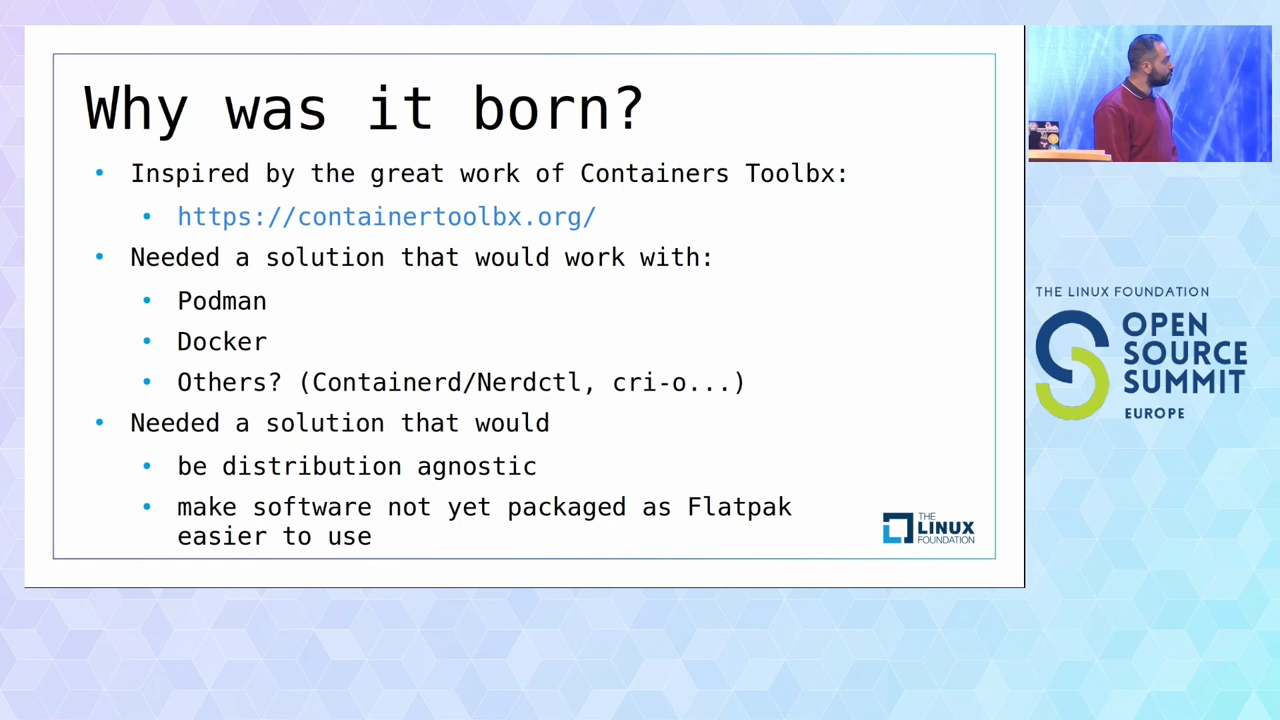 Why was it born?
Inspired by the great work of Containers Toolbx:
https://containertoolbx.org/
Needed a solution that would work with:
Podman
Docker
Others? (Containerd/Nerdctl, cri-o...)
Needed a solution that would
be distribution agnostic
make software not yet packaged as Flatpak
easier to use
THE
LINUX
FOUNDATION
THE LINUX FOUNDATION
OPEN
SOURCE
SUMMIT
EUROPE